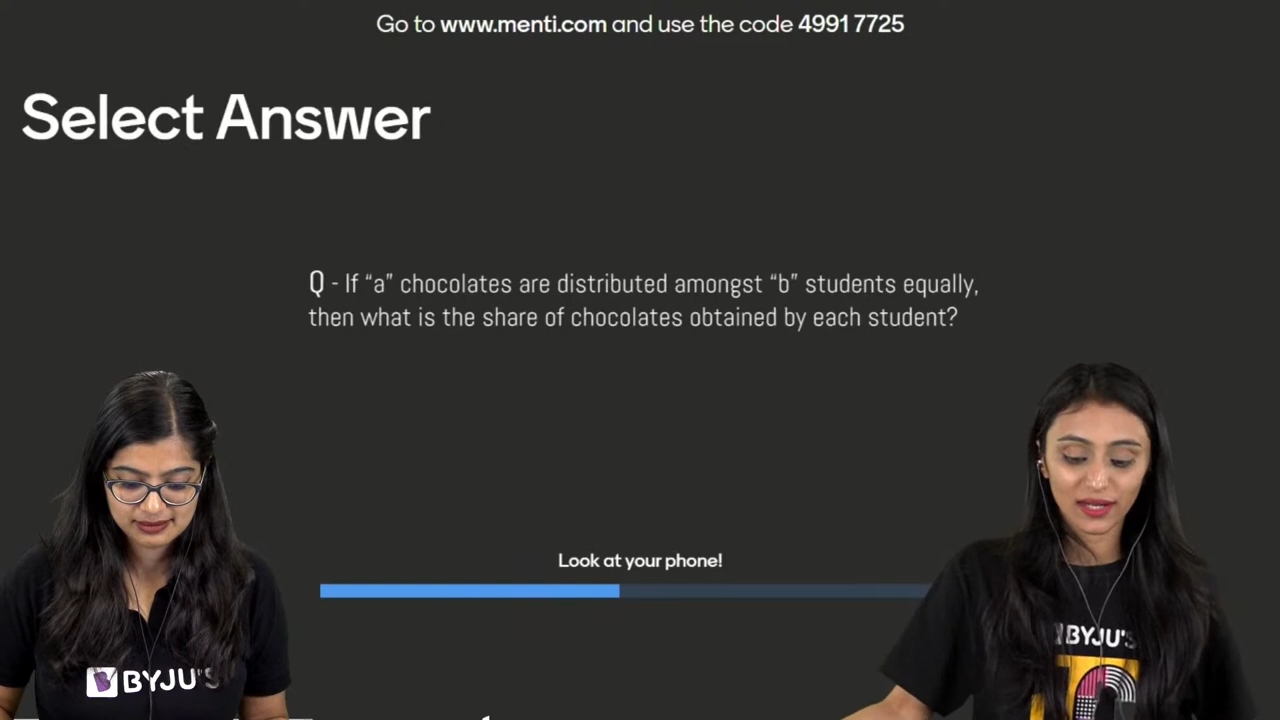 Go to www.menti.com and use the code 4991 7725
Select Answer
Q - If “a” chocolates are distributed amongst “b” students equally,
then what is the share of chocolates obtained by each student?
Look at your phone!
BYJU'S
BYJU'S